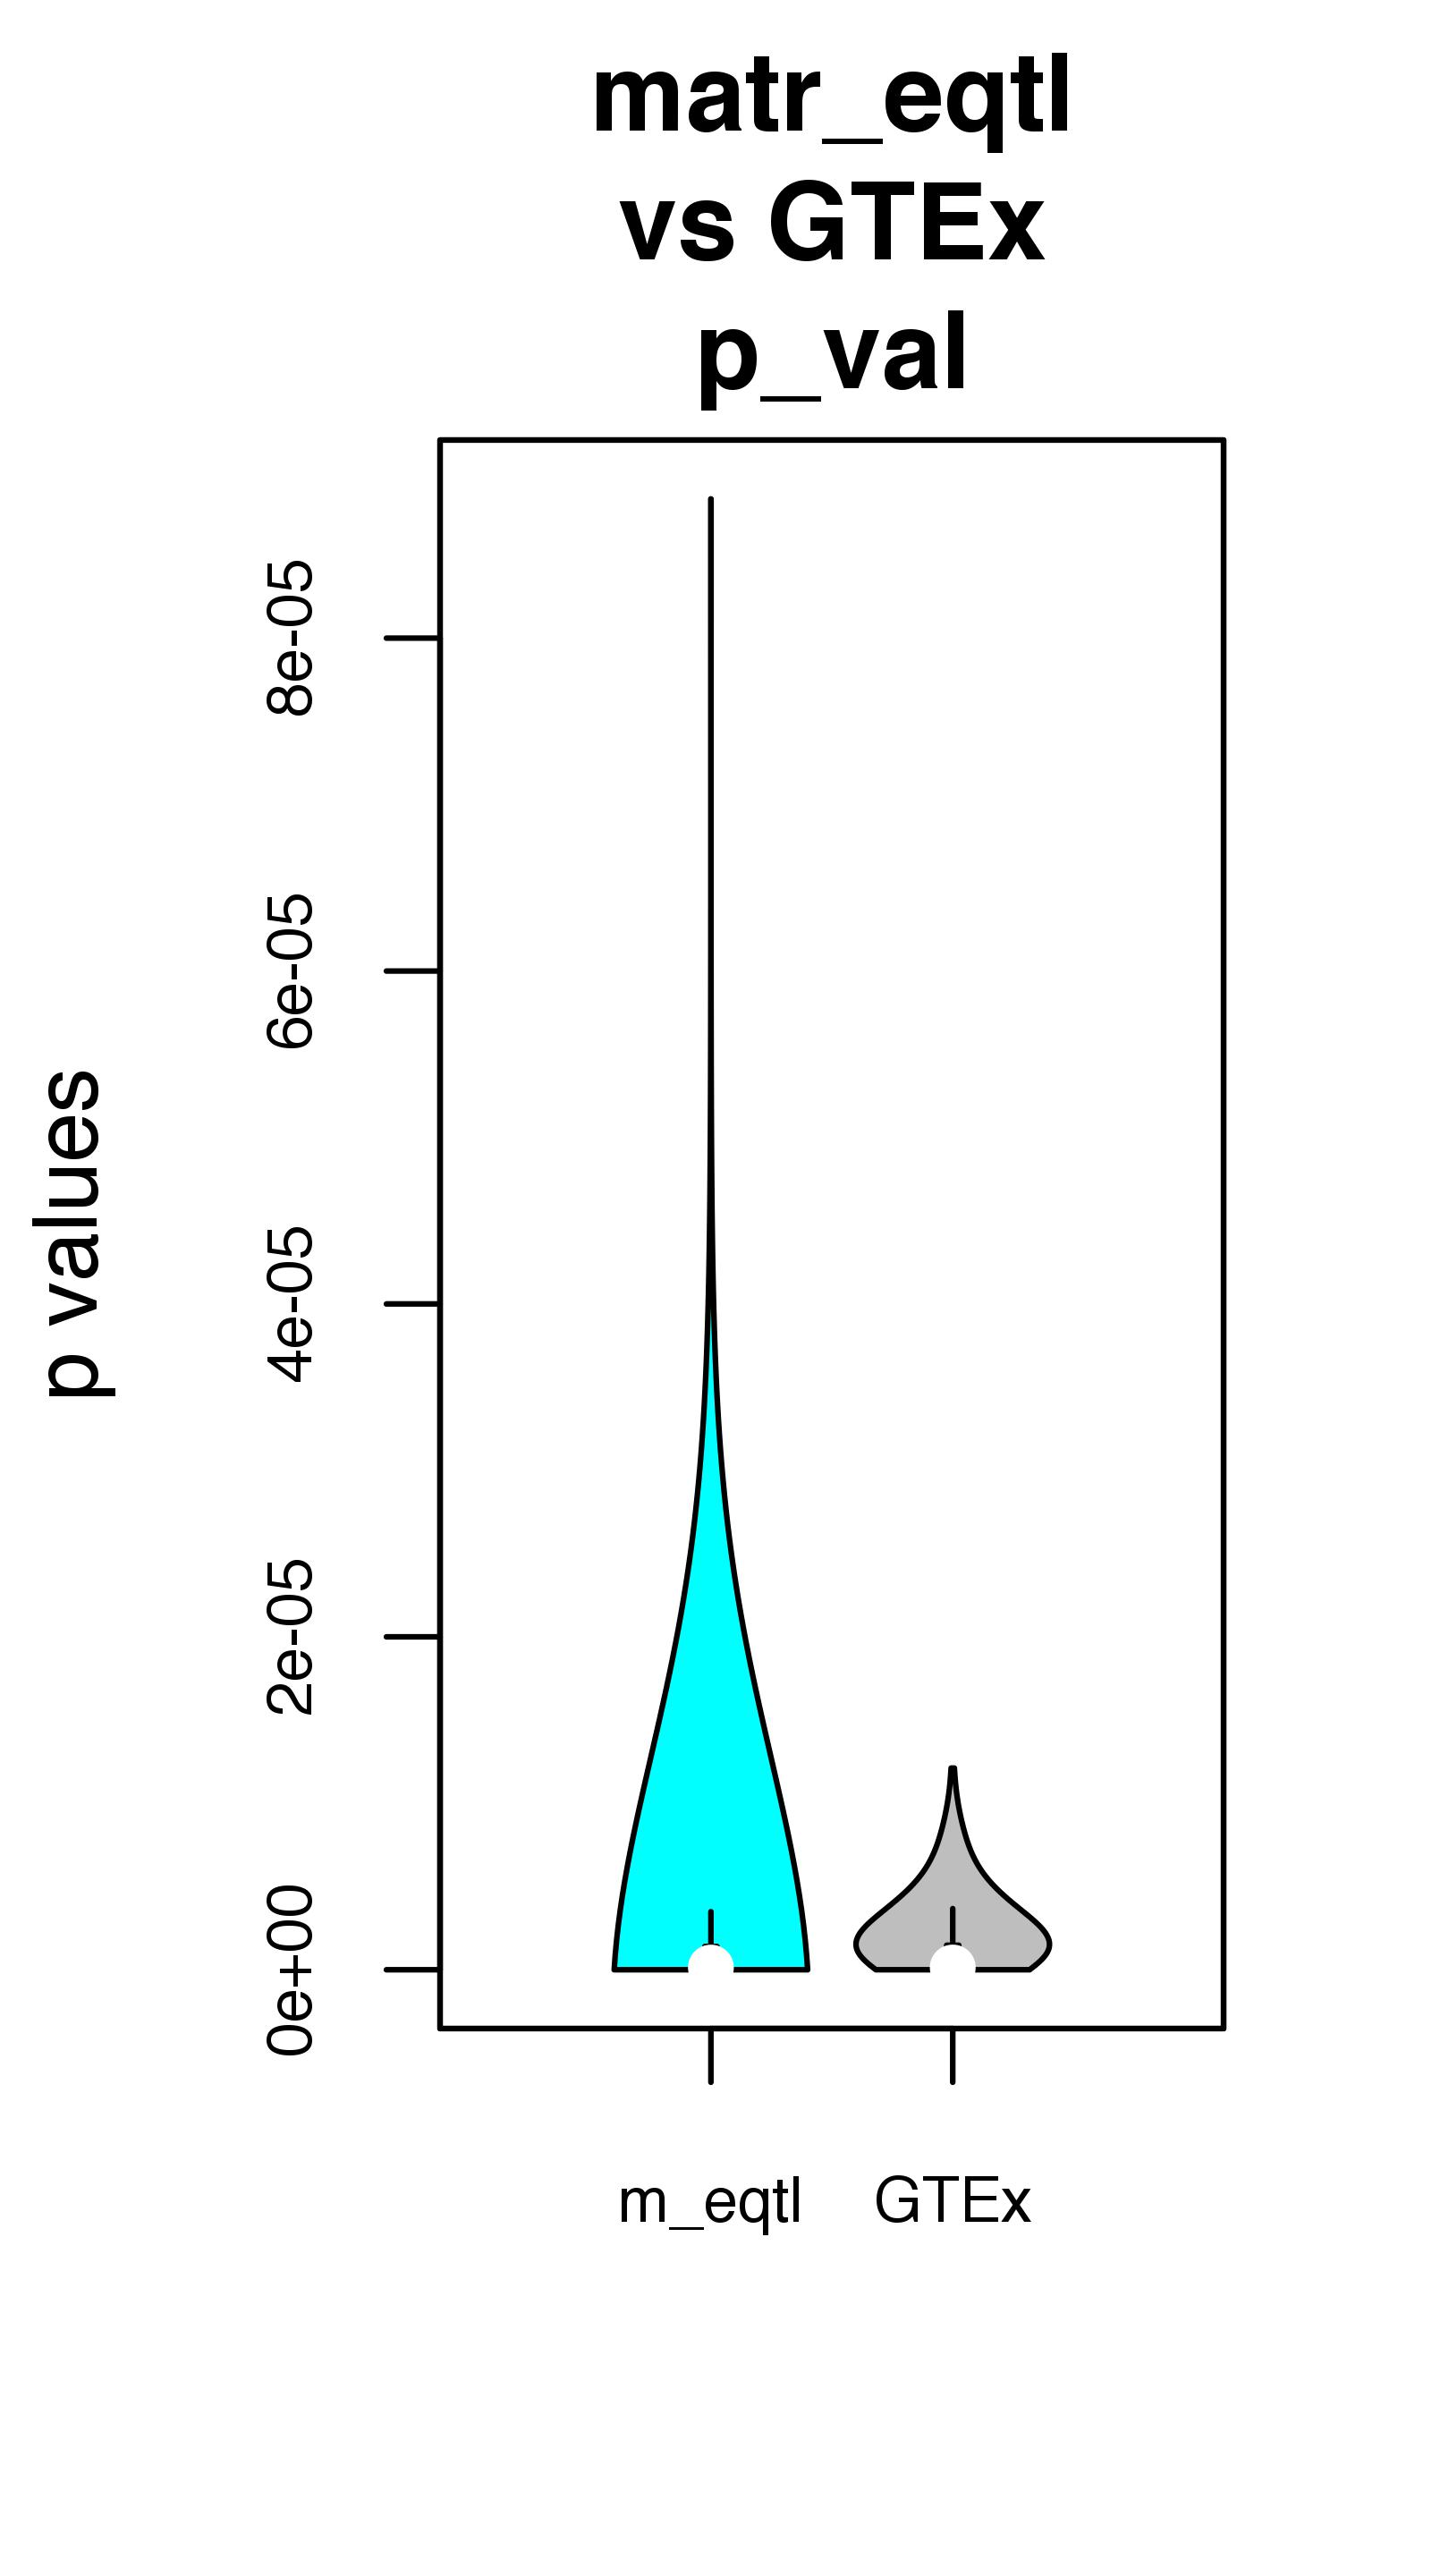 matr_eqtl
vs GTEx
p_val
p values
8e-05
6e-05
4e-05
2e-05
0e+00
m_eqtl
GTEx